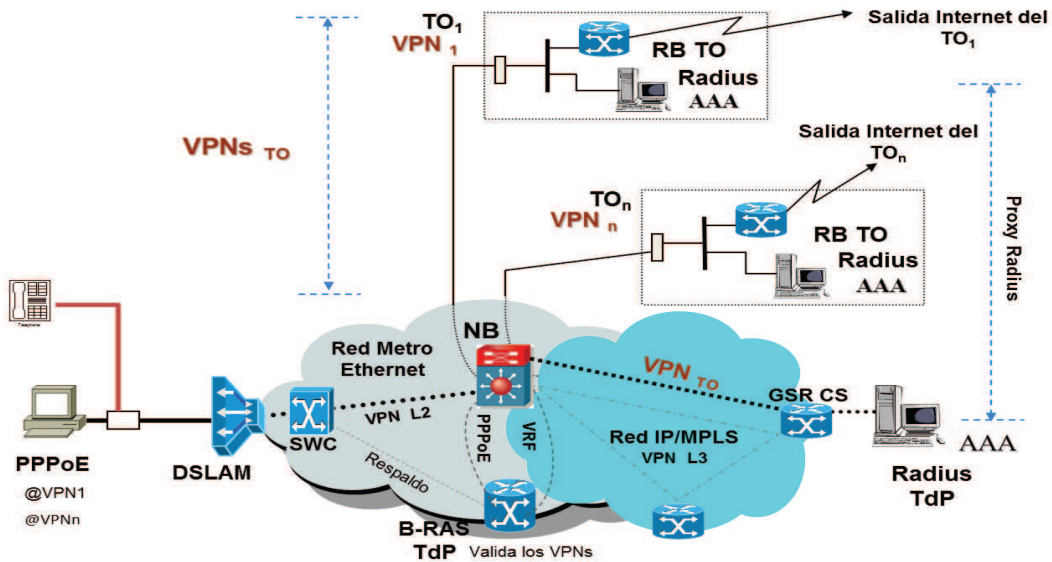 TO1
VPN 1
RB TO
Radius
AAA
Salida Internet del
TO1
VPNs TO
Salida Internet del
TOn
TOn
VPN n
RB TO
Radius
AAA
Proxy Radius
NB
Red Metro
Ethernet
VPN TO
GSR CS
VPN L2
SWC
PPPoE
VRF
Red IP/MPLS
VPN L3
AAA
Radius
TdP
PPPoE
@VPN1
@VPNn
DSLAM
Respaldo
B-RAS
TdP
Valida los VPNs